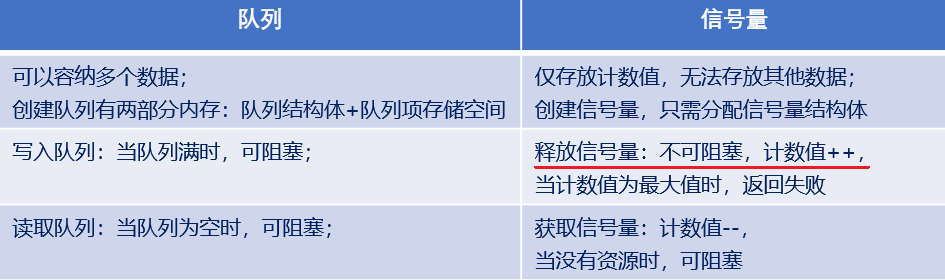 队列
信号量
可以容纳多个数据；
创建队列有两部分内存：队列结构体+队列项存储空间
仅存放计数值，无法存放其他数据；
创建信号量，只需分配信号量结构体
写入队列：当队列满时，可阻塞；
释放信号量：不可阻塞，计数值++，
当计数值为最大值时，返回失败
读取队列：当队列为空时，可阻塞；
获取信号量：计数值--，
当没有资源时，可阻塞